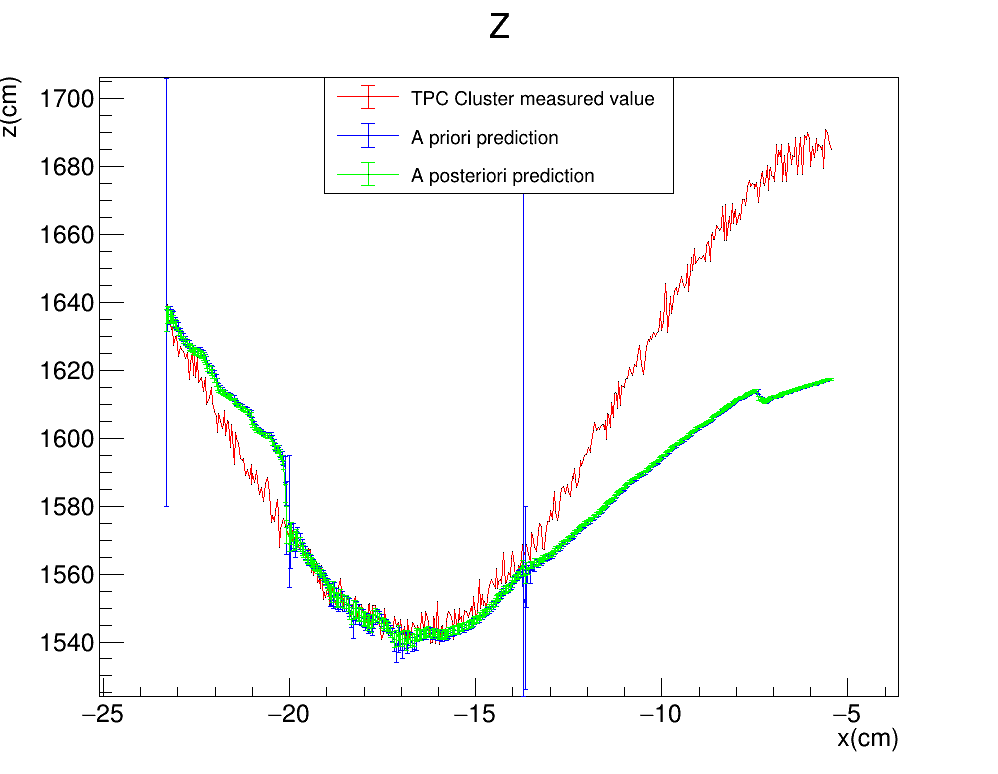 Z
z(cm)
1700
1680
1660
1640
1620
1600
1580
1560
1540
TPC Cluster measured value
A priori prediction
A posteriori prediction
−25 −20 −15 −10 −5
x(cm)